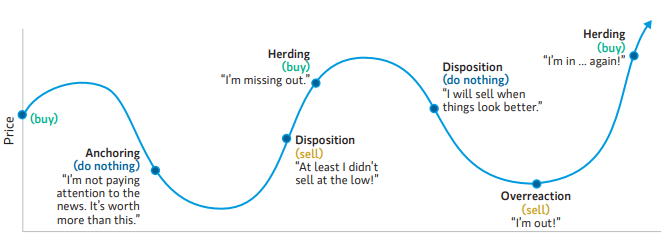 Price
(buy)
Anchoring
(do nothing)
“I’m not paying
attention to the
news. It’s worth
more than this.”
Herding
(buy)
“I’m missing out.”
Disposition
(sell)
“At least I didn’t
sell at the low!”
Disposition
(do nothing)
“I will sell when
things look better.”
Overreaction
(sell)
“I’m out!”
Herding
(buy)
“I’m in ... again!”